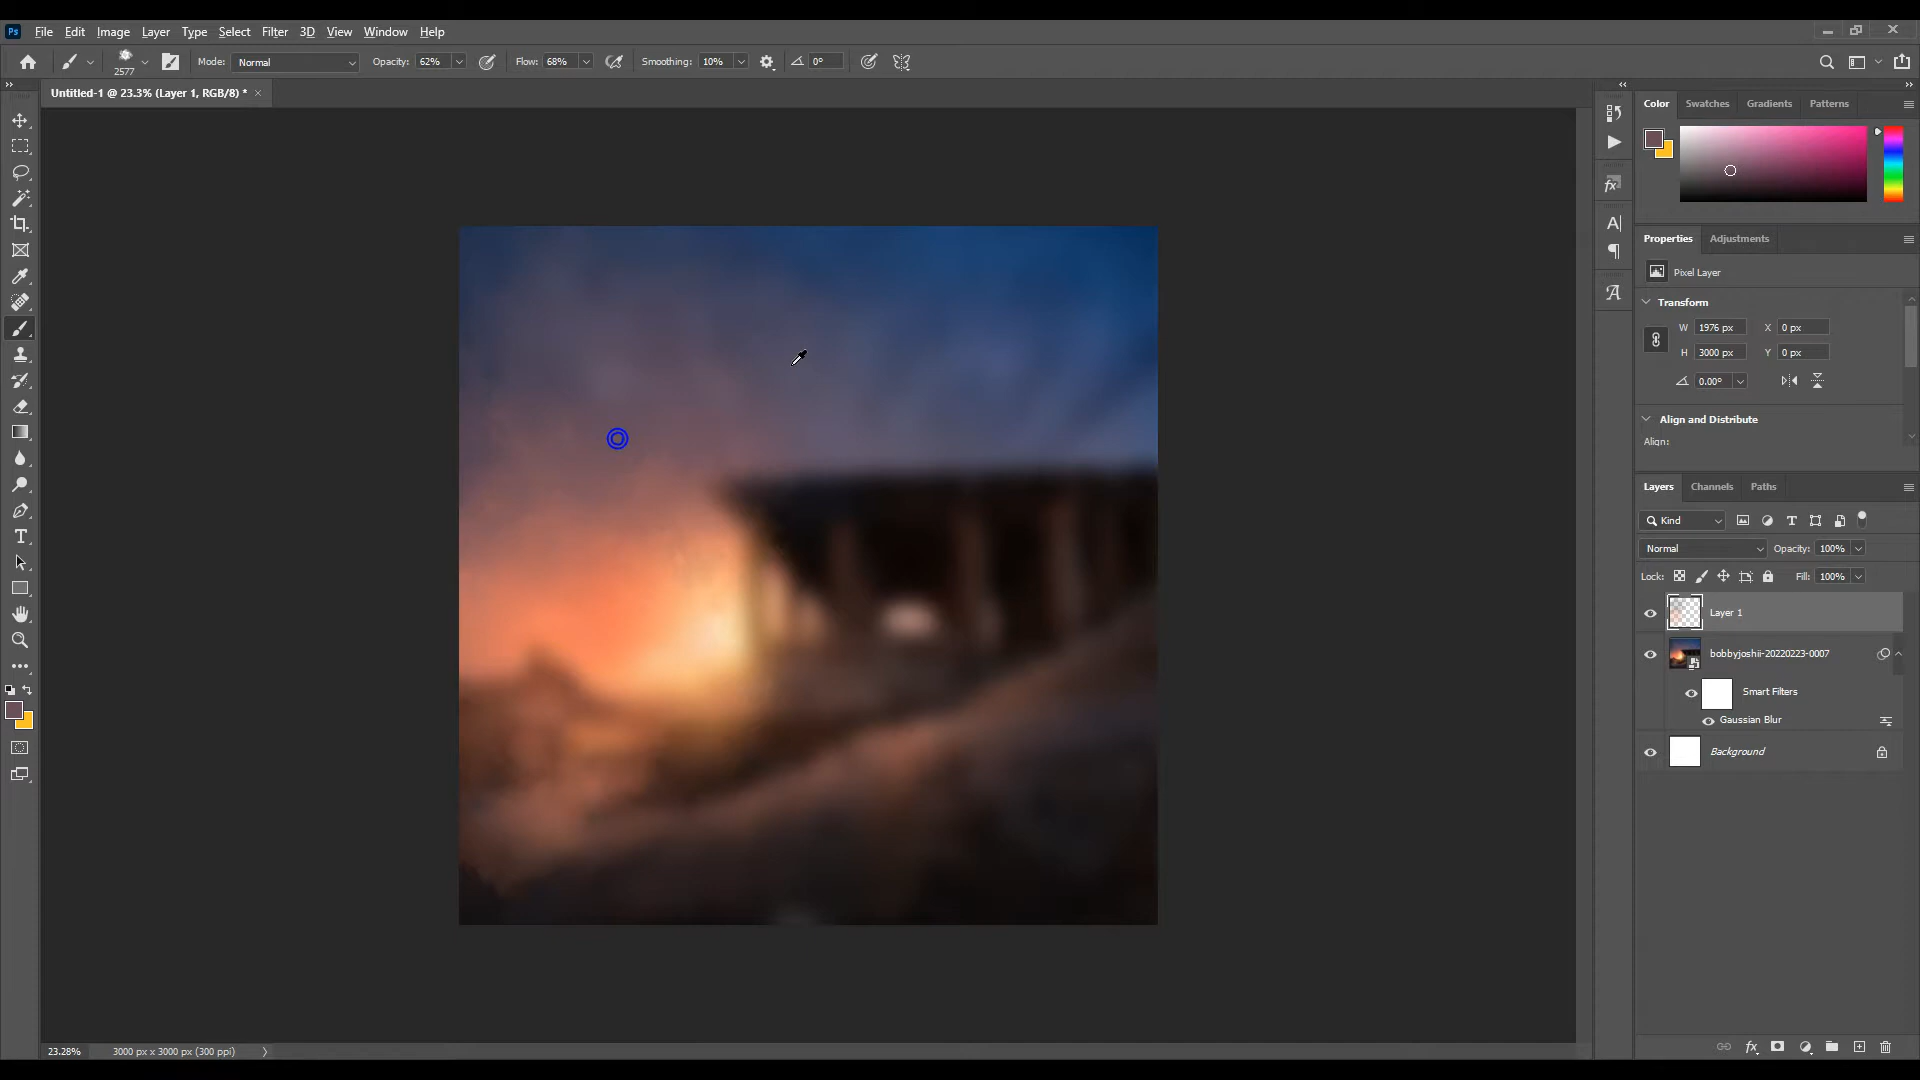 Ps File Edit Image Layer Type Select Filter 3D View Window Help
2577 Mode: Normal Opacity: 62% Flow: 68% Smoothing: 10% 0°
Untitled-1 @ 23.3% (Layer 1, RGB/8) * ×
Color Swatches Gradients Patterns
Properties Adjustments
Pixel Layer
Transform
W 1976 px X 0 px
H 3000 px Y 0 px
0.00°
Align and Distribute
Align:
Layers Channels Paths
Kind
Normal Opacity: 100%
Lock: Fill: 100%
Layer 1
bobbyjoshii-20220223-0007
Smart Filters
Gaussian Blur
Background
23.28% 3000 px x 3000 px (300 ppi)